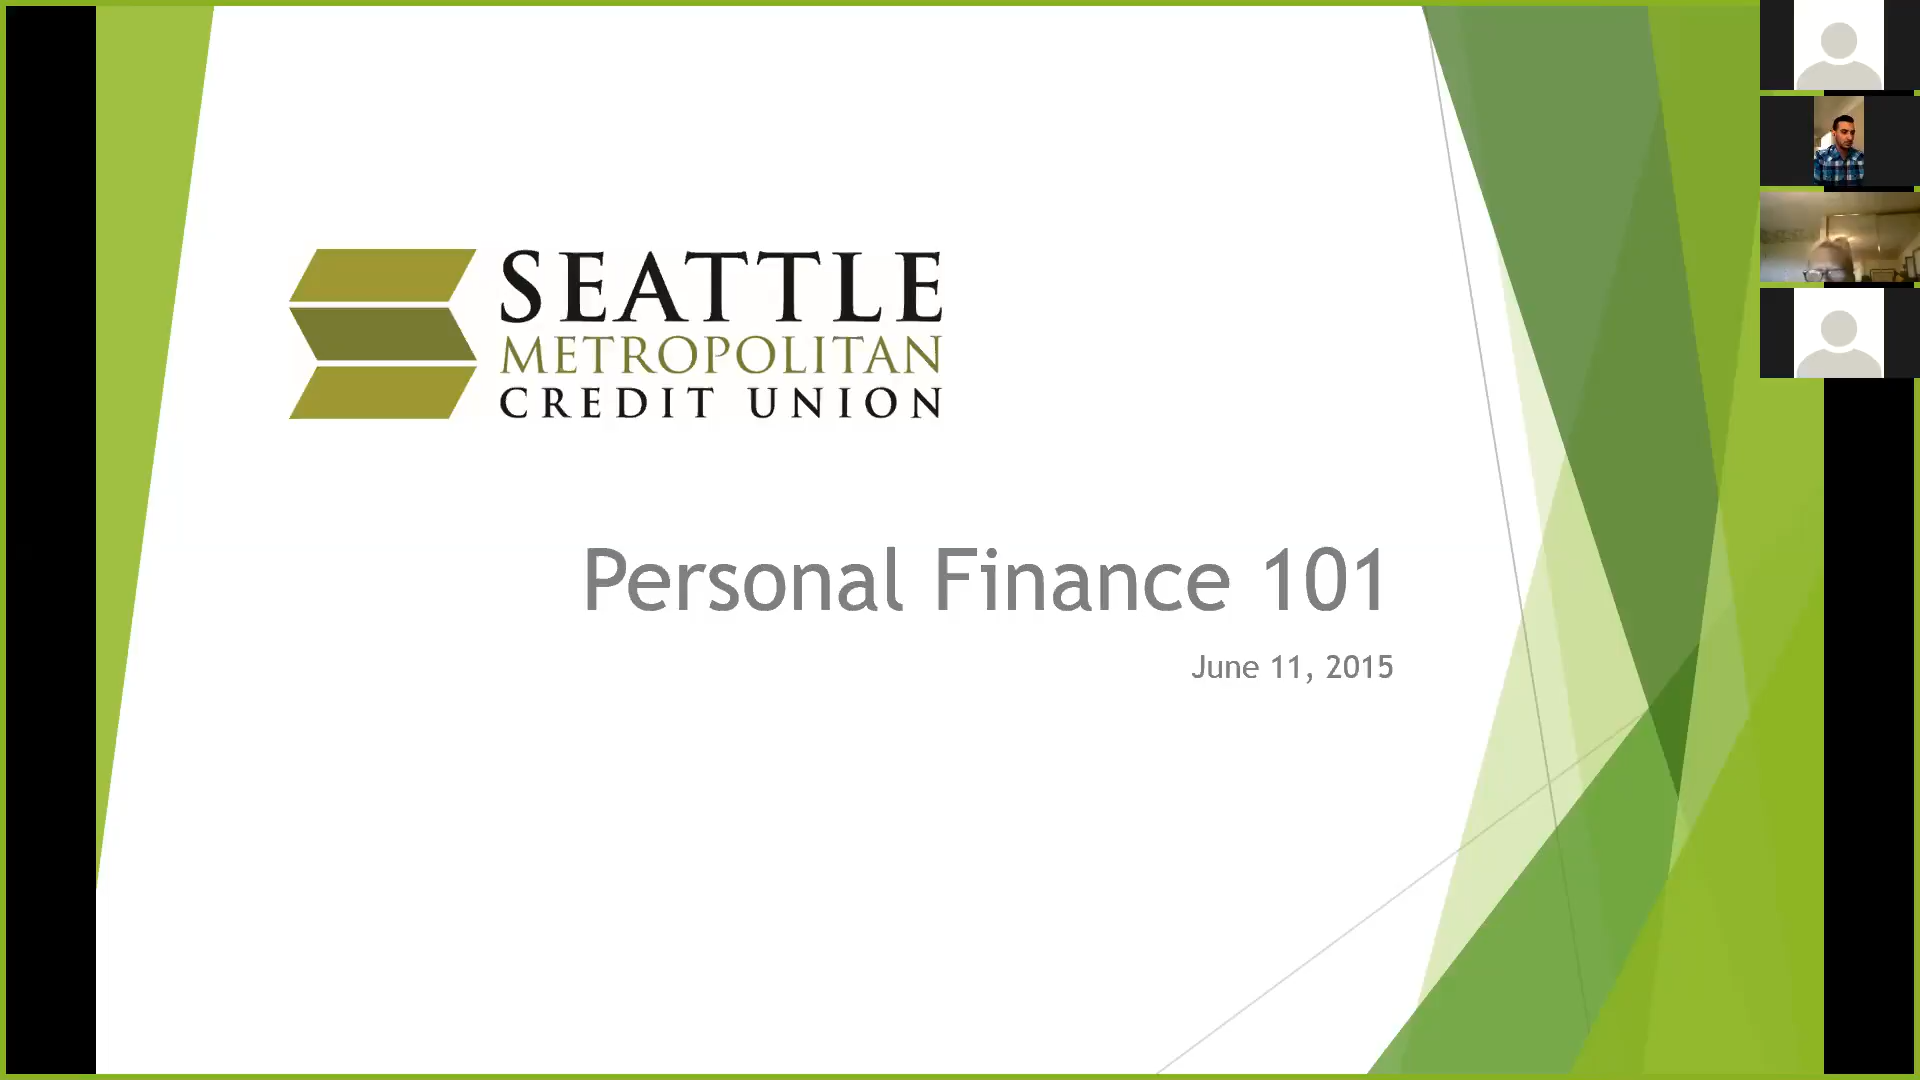 SEATTLE
METROPOLITAN
CREDIT UNION
Personal Finance 101
June 11, 2015